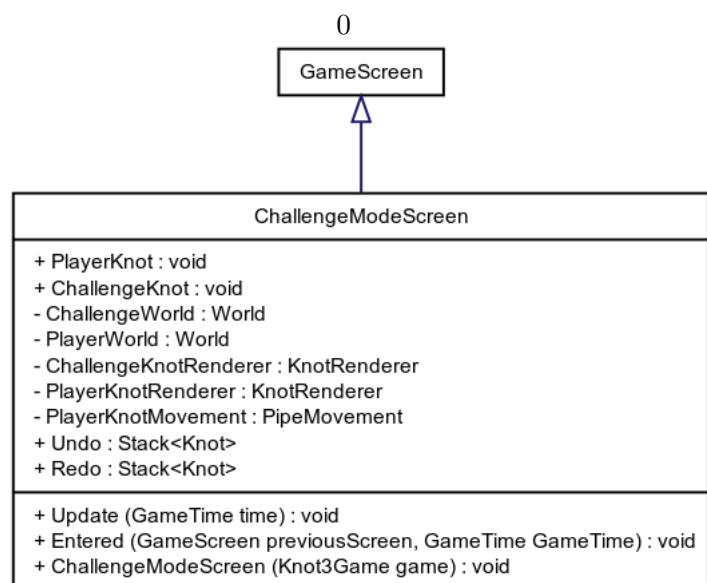 0
GameScreen
ChallengeModeScreen
+ PlayerKnot : void
+ ChallengeKnot : void
- ChallengeWorld : World
- PlayerWorld : World
- ChallengeKnotRenderer : KnotRenderer
- PlayerKnotRenderer : KnotRenderer
- PlayerKnotMovement : PipeMovement
+ Undo : Stack<Knot>
+ Redo : Stack<Knot>
+ Update (GameTime time) : void
+ Entered (GameScreen previousScreen, GameTime GameTime) : void
+ ChallengeModeScreen (Knot3Game game) : void